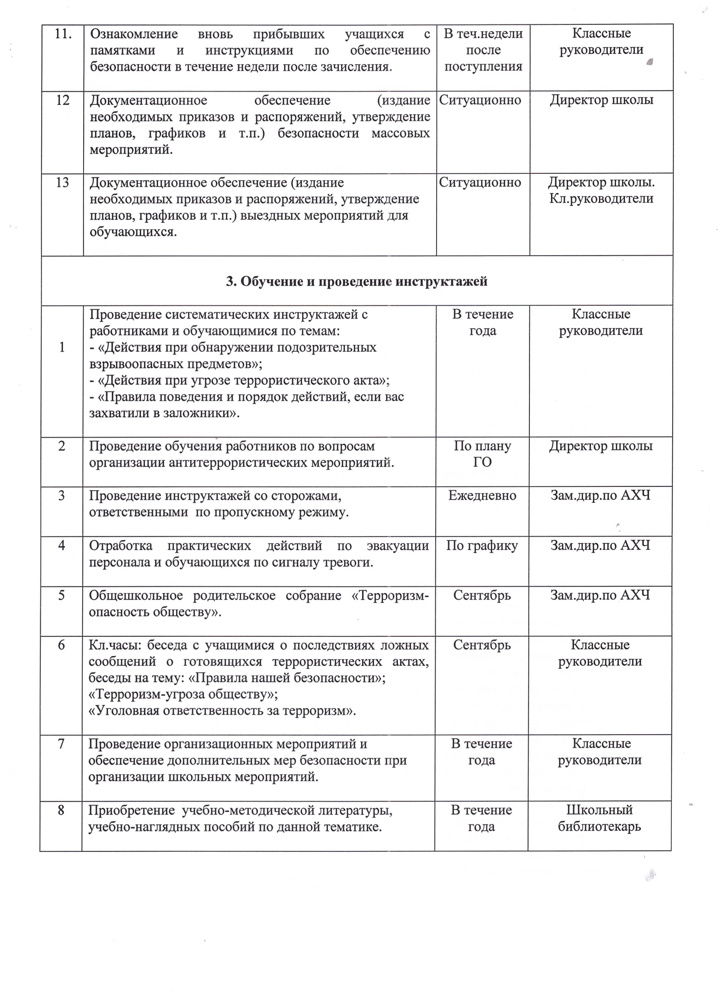 11.
Ознакомление вновь прибывших учащихся с
памятками и инструкциями по обеспечению
безопасности в течение недели после зачисления.
В теч.недели
после
поступления
Классные
руководители
12
Документационное обеспечение (издание
необходимых приказов и распоряжений, утверждение
планов, графиков и т.п.) безопасности массовых
мероприятий.
Ситуационно
Директор школы
13
Документационное обеспечение (издание
необходимых приказов и распоряжений, утверждение
планов, графиков и т.п.) выездных мероприятий для
обучающихся.
Ситуационно
Директор школы.
Кл.руководители
3. Обучение и проведение инструктажей
1
Проведение систематических инструктажей с
работниками и обучающимися по темам:
- «Действия при обнаружении подозрительных
взрывоопасных предметов»;
- «Действия при угрозе террористического акта»;
- «Правила поведения и порядок действий, если вас
захватили в заложники».
В течение
года
Классные
руководители
2
Проведение обучения работников по вопросам
организации антитеррористических мероприятий.
По плану
ГО
Директор школы
3
Проведение инструктажей со сторожами,
ответственными по пропускному режиму.
Ежедневно
Зам.дир.по АХЧ
4
Отработка практических действий по эвакуации
персонала и обучающихся по сигналу тревоги.
По графику
Зам.дир.по АХЧ
5
Общешкольное родительское собрание «Терроризм-
опасность обществу».
Сентябрь
Зам.дир.по АХЧ
6
Кл.часы: беседа с учащимися о последствиях ложных
сообщений о готовящихся террористических актах,
беседы на тему: «Правила нашей безопасности»;
«Терроризм-угроза обществу»;
«Уголовная ответственность за терроризм».
Сентябрь
Классные
руководители
7
Проведение организационных мероприятий и
обеспечение дополнительных мер безопасности при
организации школьных мероприятий.
В течение
года
Классные
руководители
8
Приобретение учебно-методической литературы,
учебно-наглядных пособий по данной тематике.
В течение
года
Школьный
библиотекарь